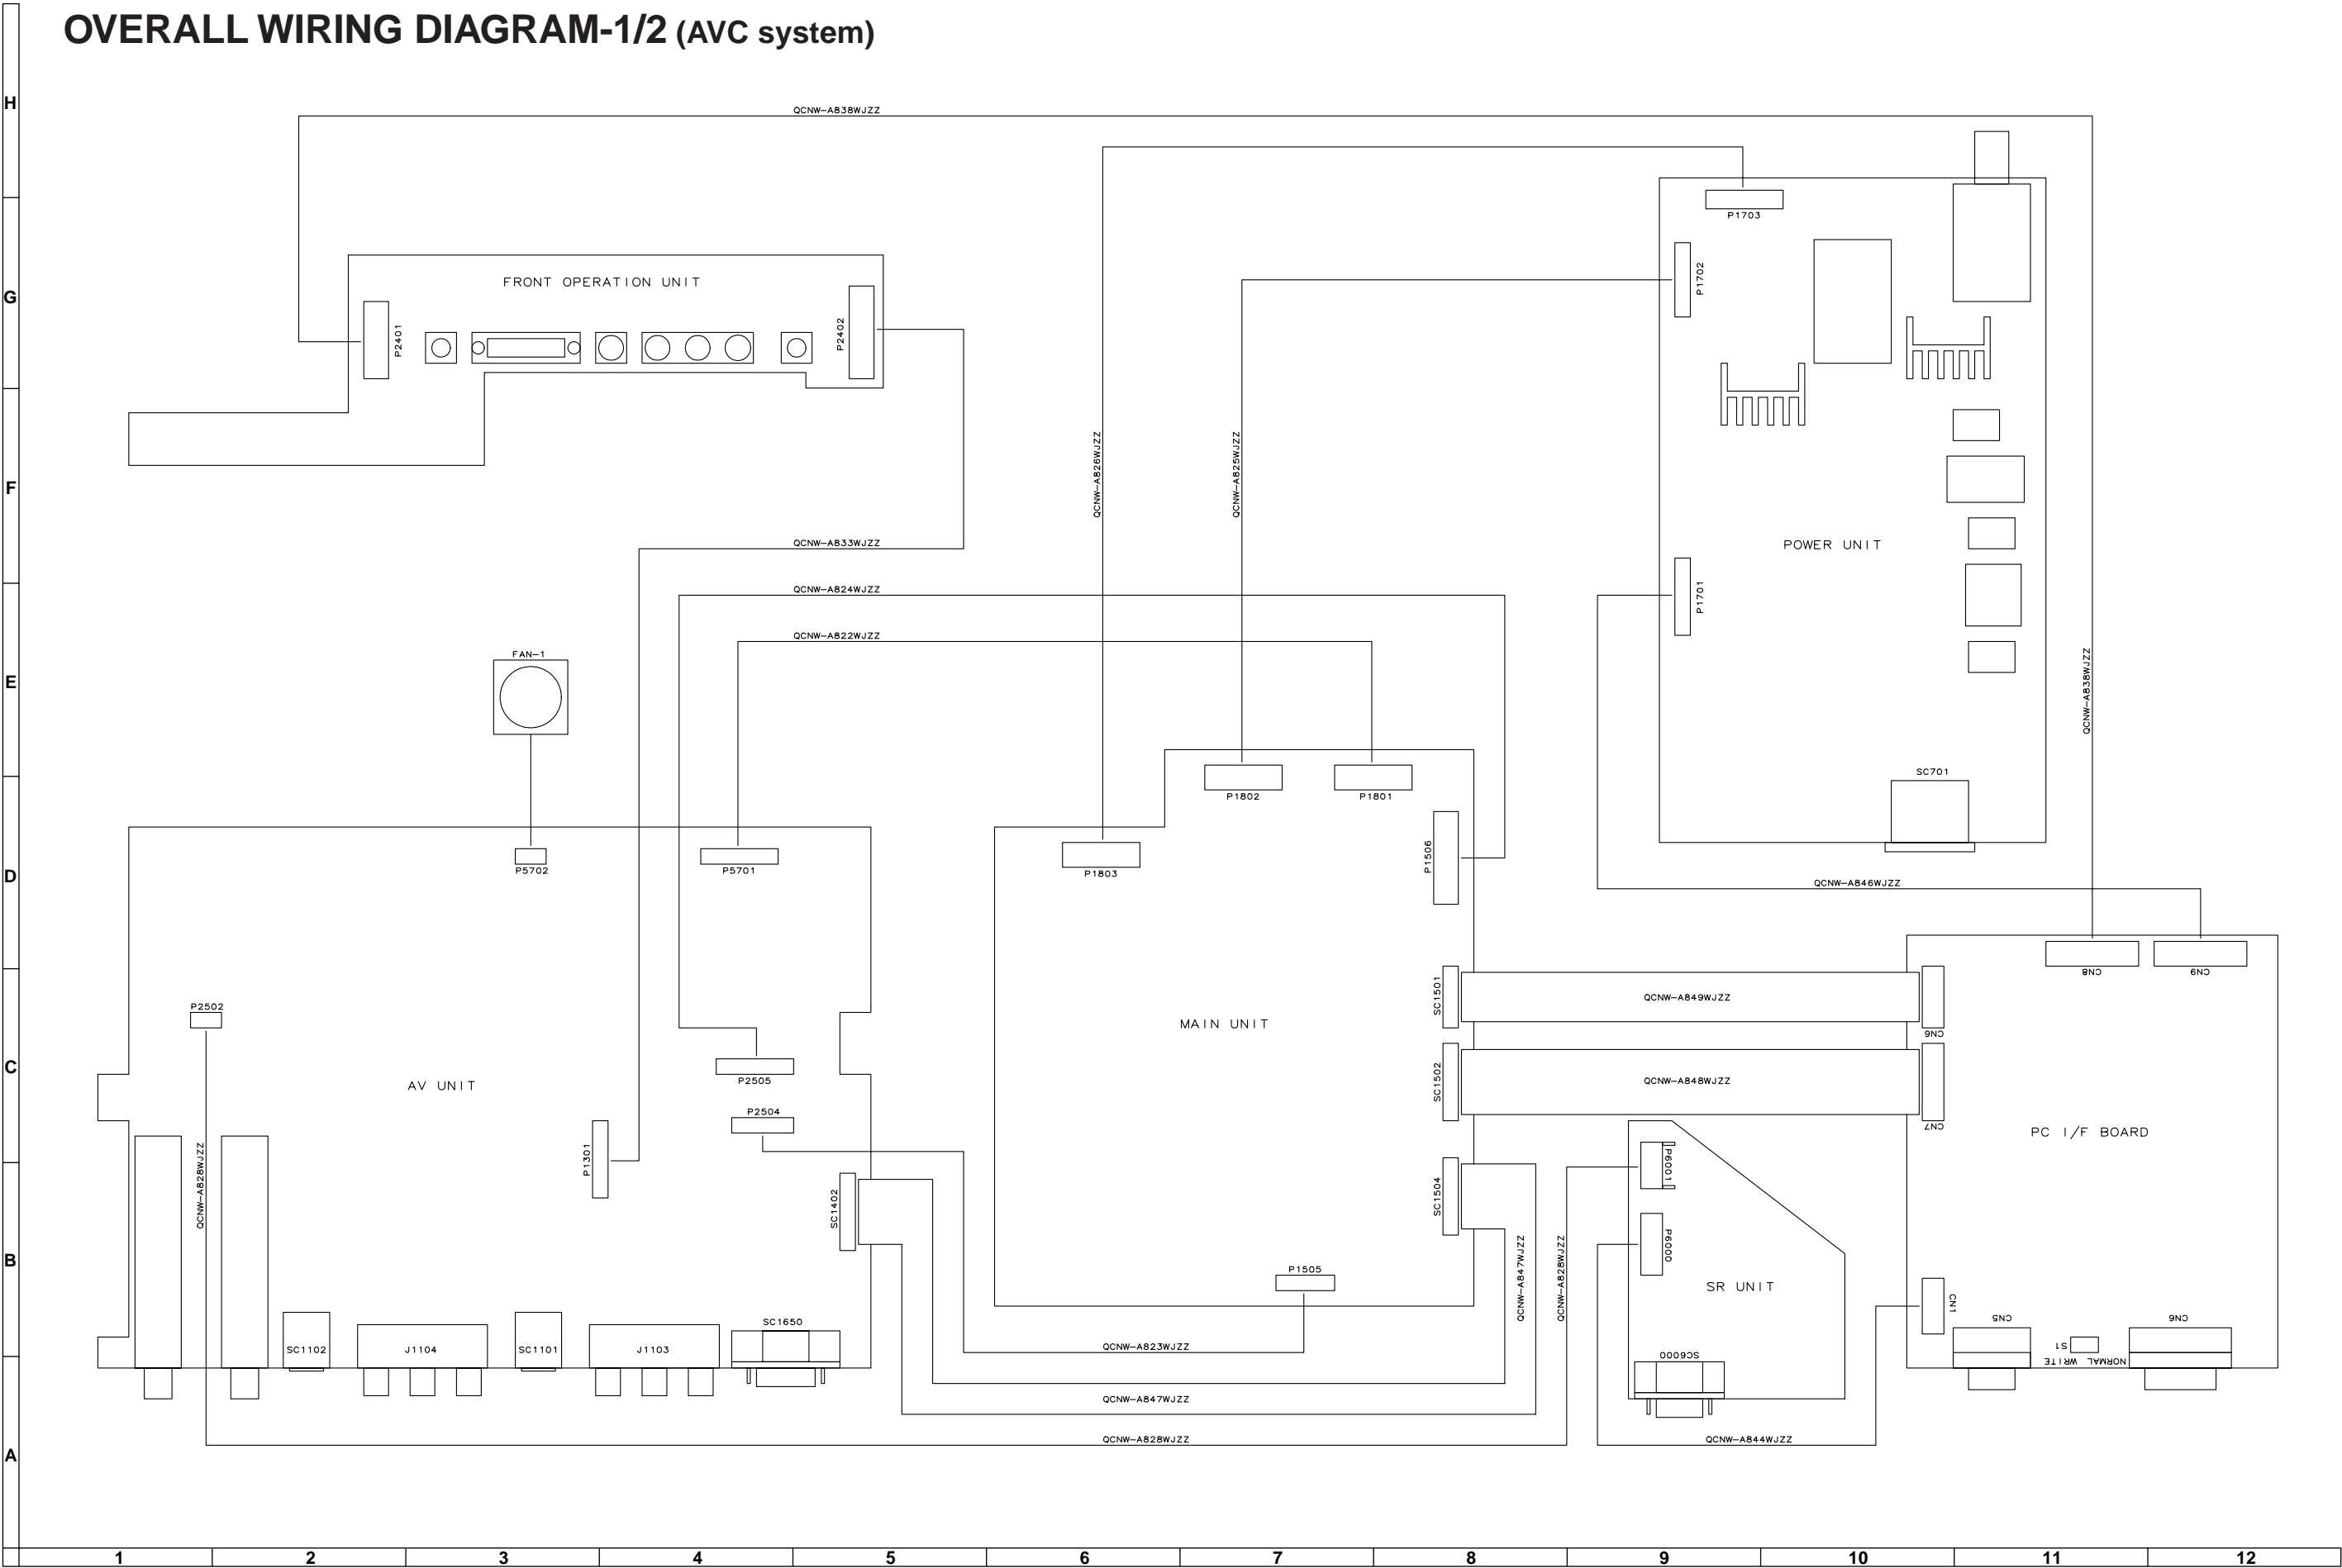 OVERALL WIRING DIAGRAM-1/2 (AVC system)
H
QCNW-A838WJZZ
P1703
G
FRONT OPERATION UNIT
P2401
P2402
P1702
QCNW-A826WJZZ
QCNW-A825WJZZ
F
QCNW-A833WJZZ
POWER UNIT
QCNW-A824WJZZ
P1701
QCNW-A822WJZZ
FAN-1
E
QCNW-A838WJZZ
SC701
P1802
P1801
P1506
P5702
P5701
P1803
D
QCNW-A846WJZZ
CN8
CN9
P2502
SC1501
QCNW-A849WJZZ
CN6
MAIN UNIT
C
P2505
SC1502
QCNW-A848WJZZ
CN7
AV UNIT
P2504
PC I/F BOARD
P1301
QCNW-A828WJZZ
SC1402
SC1504
P6001
P6000
B
QCNW-A847WJZZ
QCNW-A828WJZZ
P1505
SR UNIT
CN1
SC1650
CN5
CN6
SC1102
J1104
SC1101
J1103
QCNW-A823WJZZ
SC6000
S1
NORMAL WRITE
QCNW-A847WJZZ
QCNW-A828WJZZ
QCNW-A844WJZZ
A
1 2 3 4 5 6 7 8 9 10 11 12